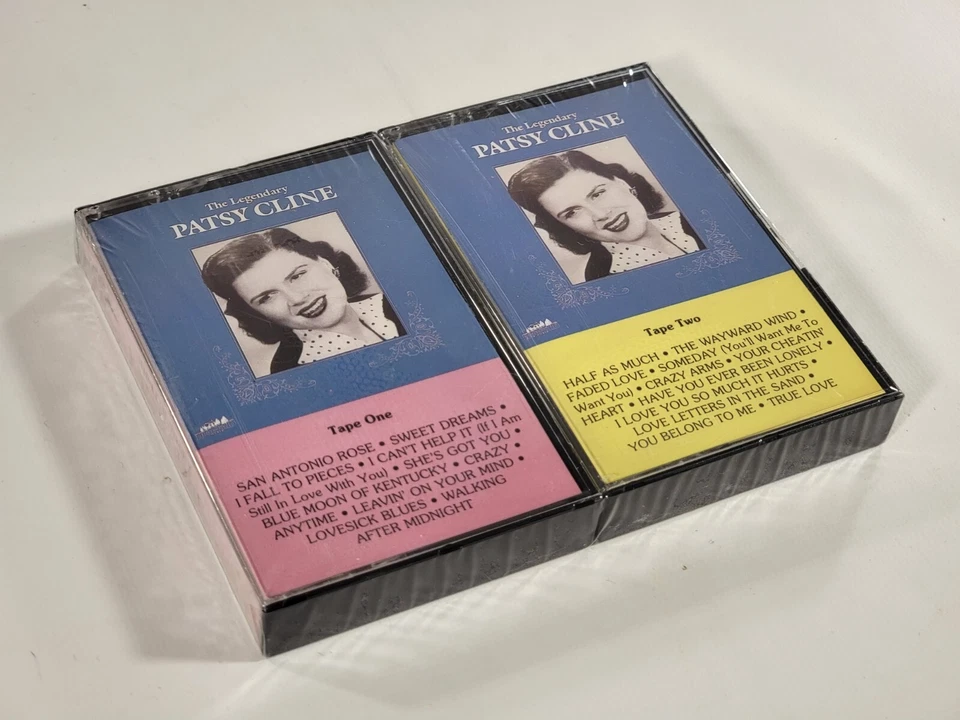 The Legendary
PATSY CLINE
Tape One
SAN ANTONIO ROSE • SWEET DREAMS •
I FALL TO PIECES • I CAN'T HELP IT (If I Am
Still In Love With You) • SHE'S GOT YOU •
BLUE MOON OF KENTUCKY • CRAZY •
ANYTIME • LEAVIN' ON YOUR MIND •
LOVESICK BLUES • WALKING
AFTER MIDNIGHT
The Legendary
PATSY CLINE
Tape Two
HALF AS MUCH • THE WAYWARD WIND •
FADED LOVE • SOMEDAY (You'll Want Me To
Want You) • CRAZY ARMS • YOUR CHEATIN'
HEART • HAVE YOU EVER BEEN LONELY •
I LOVE YOU SO MUCH IT HURTS •
LOVE LETTERS IN THE SAND •
YOU BELONG TO ME • TRUE LOVE